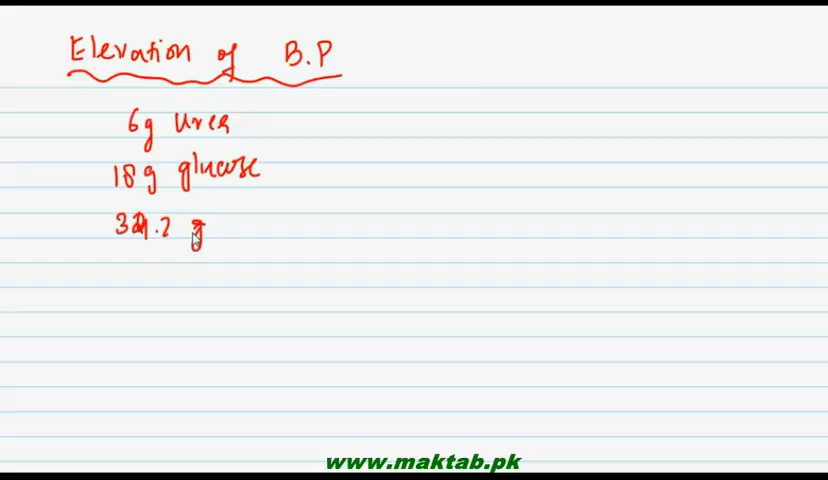 Elevation of B.P
6g Urea
18g glucose
g
www.maktab.pk